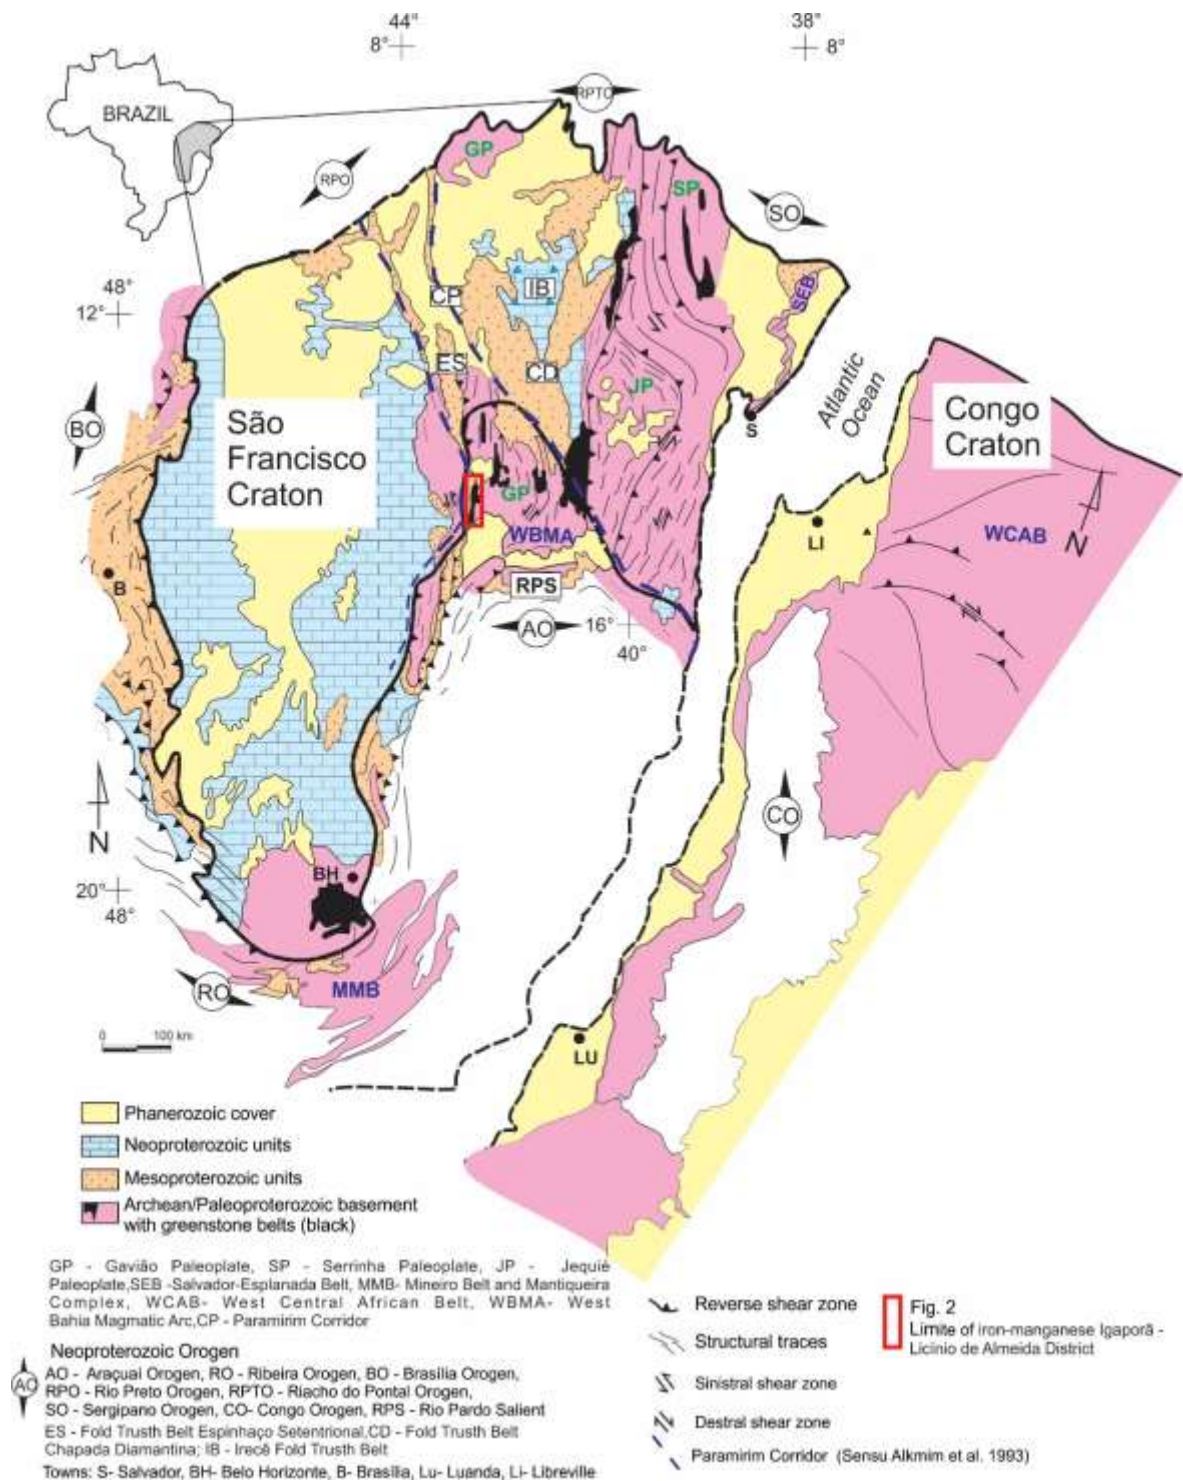 44°
38°
8°
8°
RPTO
BRAZIL
GP
RPO
SP
SO
48°
12°
CP
IB
SEB
ES
CD
JP
Atlantic
Ocean
S
BO
São
Francisco
Craton
Congo
Craton
GP
WBMA
LI
WCAB
N
B
RPS
AO
16°
40°
N
CO
BH
20°
48°
RO
MMB
0 100 km
LU
Phanerozoic cover
Neoproterozoic units
Mesoproterozoic units
Archean/Paleoproterozoic basement
with greenstone belts (black)
GP - Gavião Paleoplate, SP - Serrinha Paleoplate, JP - Jequié
Paleoplate,SEB -Salvador-Esplanada Belt, MMB- Mineiro Belt and Mantiqueira
Complex, WCAB- West Central African Belt, WBMA- West
Bahia Magmatic Arc,CP - Paramirim Corridor
Neoproterozoic Orogen
AO
AO - Araçuaí Orogen, RO - Ribeira Orogen, BO - Brasília Orogen,
RPO - Rio Preto Orogen, RPTO - Riacho do Pontal Orogen,
SO - Sergipano Orogen, CO- Congo Orogen, RPS - Rio Pardo Salient
ES - Fold Trusth Belt Espinhaço Setentrional,CD - Fold Trusth Belt
Chapada Diamantina; IB - Irecê Fold Trusth Belt
Towns: S- Salvador, BH- Belo Horizonte, B- Brasília, Lu- Luanda, Li- Libreville
Reverse shear zone
Structural traces
Sinistral shear zone
Destral shear zone
Paramirim Corridor (Sensu Alkmim et al. 1993)
Fig. 2
Limite of iron-manganese Igaporã -
Licínio de Almeida District